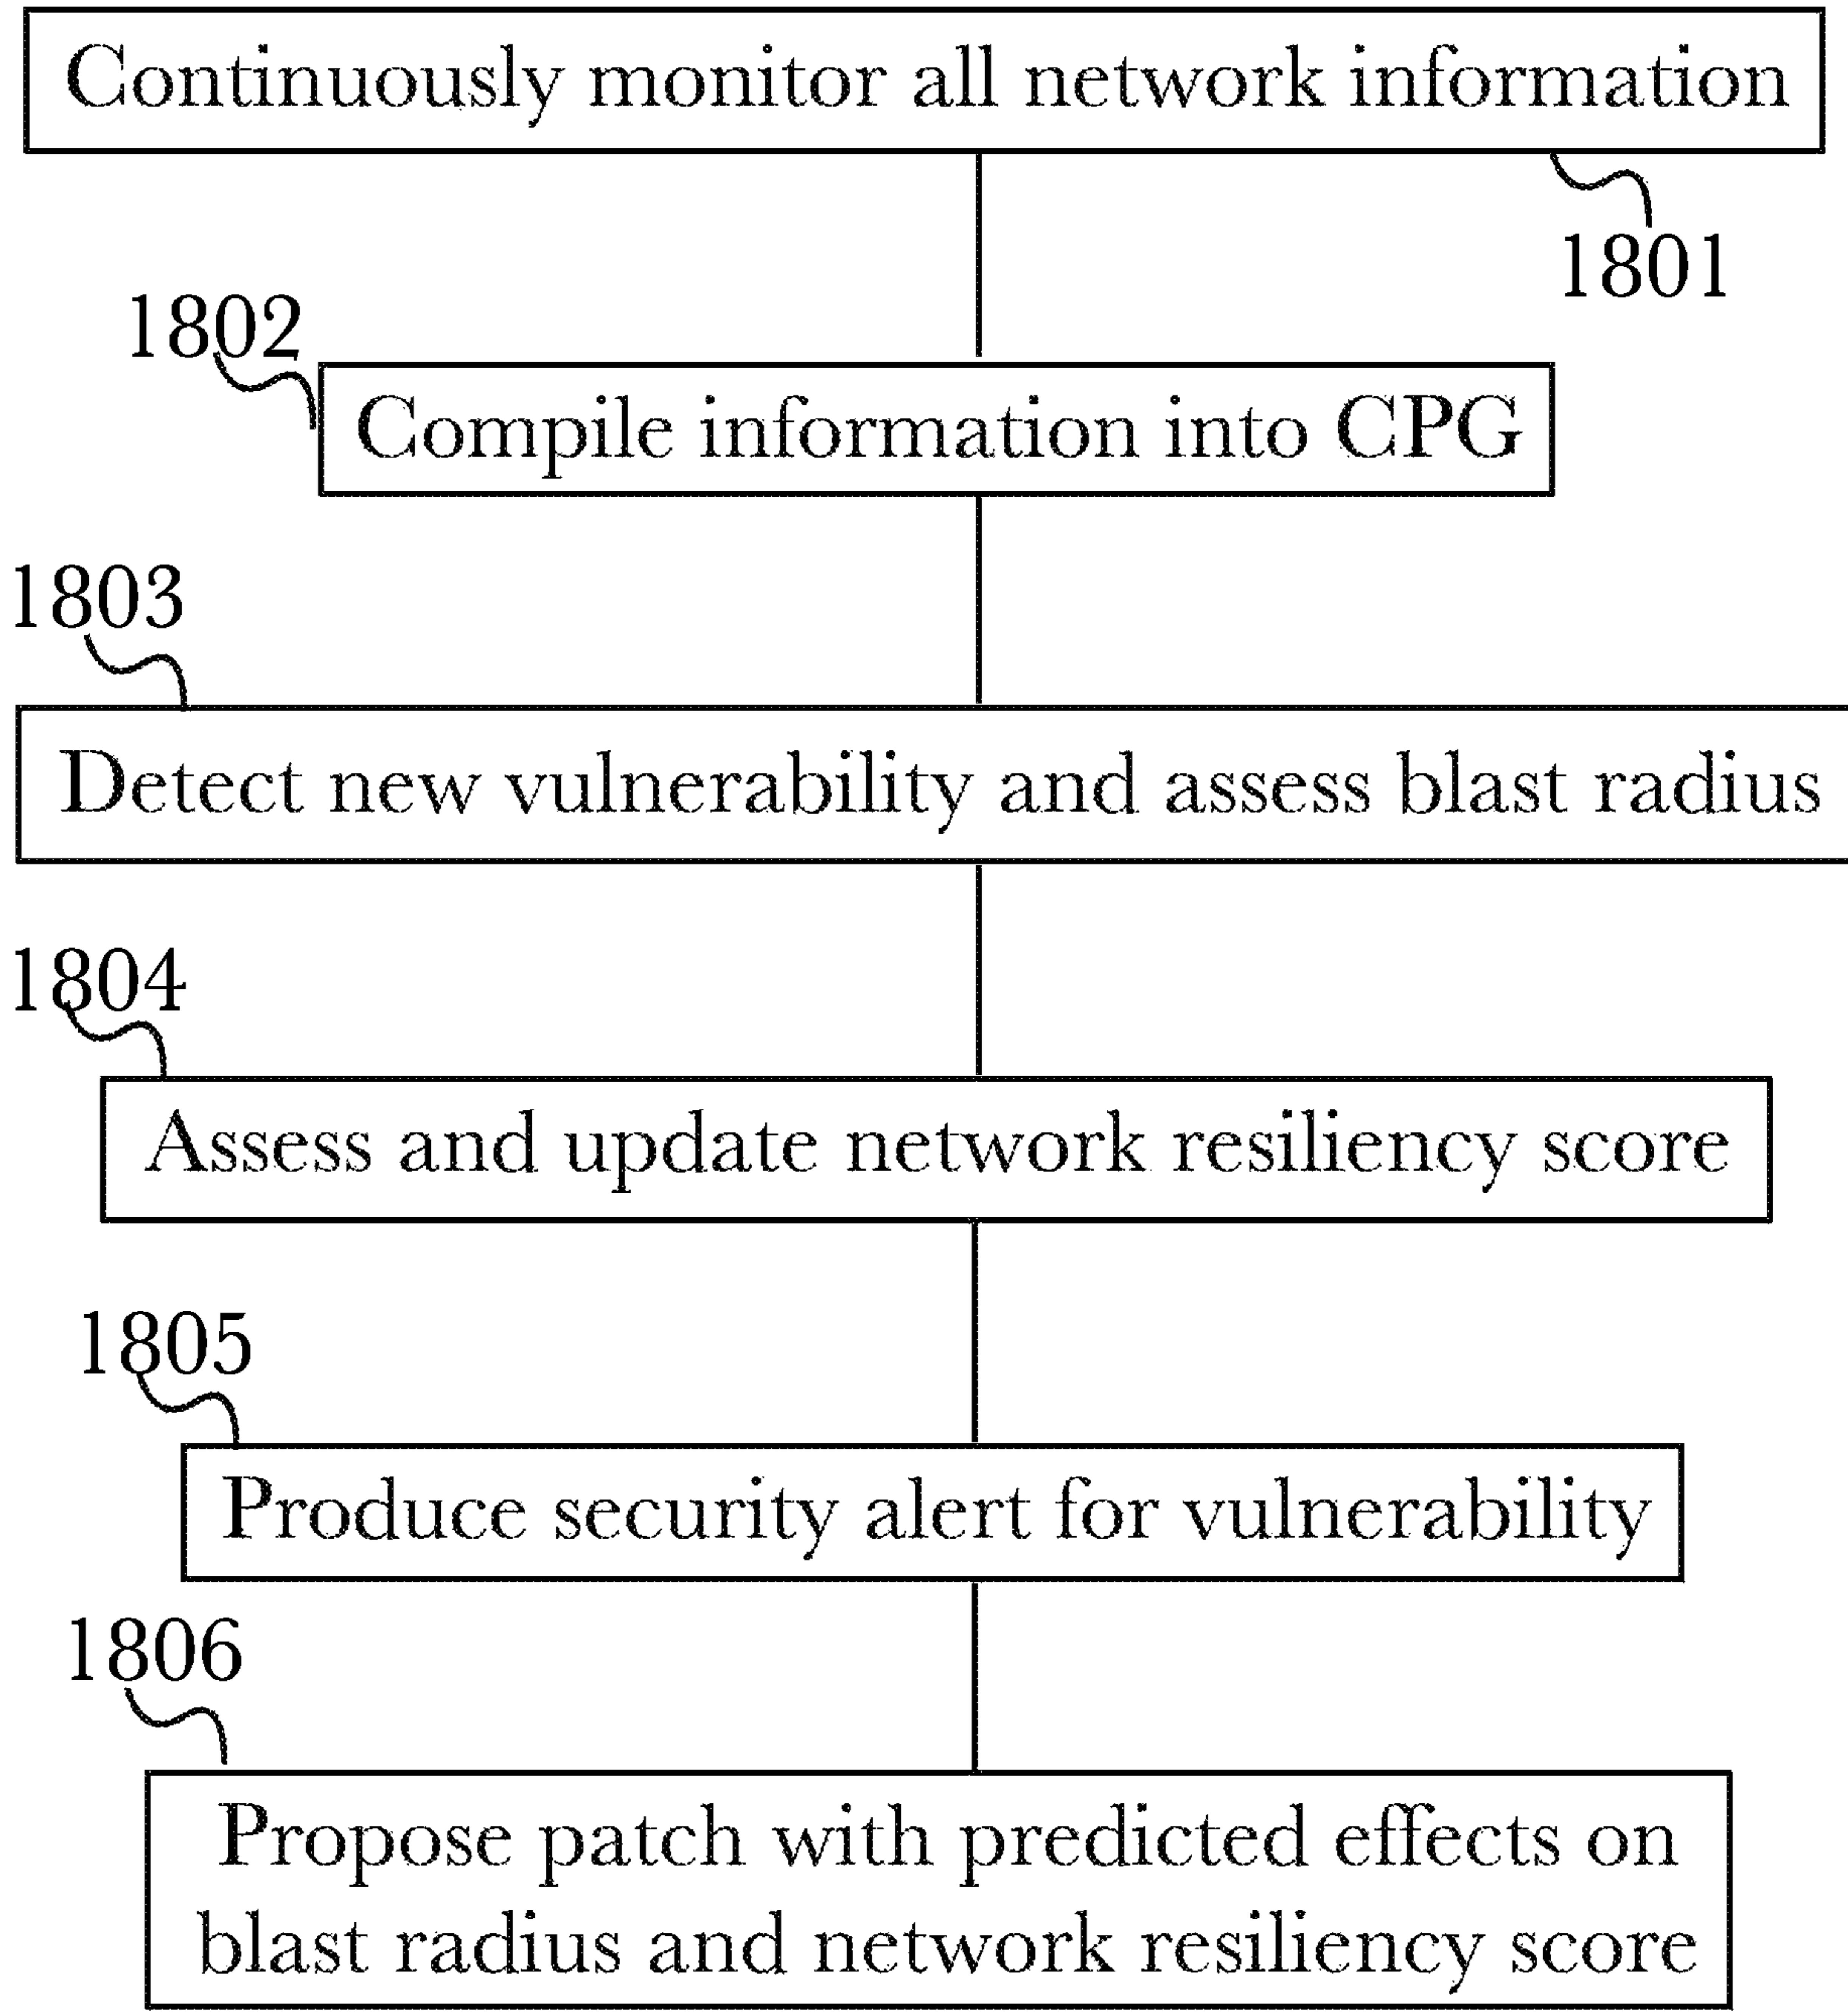 Continuously monitor all network information
1801
1802
Compile information into CPG
1803
Detect new vulnerability and assess blast radius
1804
Assess and update network resiliency score
1805
Produce security alert for vulnerability
1806
Propose patch with predicted effects on
blast radius and network resiliency score